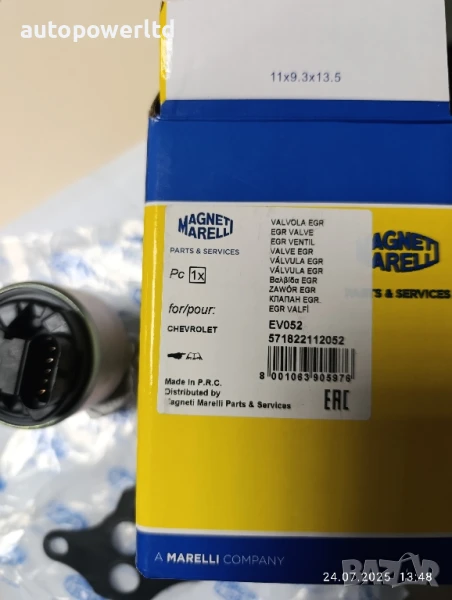 autopowerltd
11x9.3x13.5
MAGNETI
MARELLI
PARTS & SERVICES
Pc 1x
for/pour:
CHEVROLET
Made in P.R.C.
Distributed by
Magneti Marelli Parts & Services
VALVOLA EGR
EGR VALVE
EGR VENTIL
VALVE EGR
VÁLVULA EGR
VÁLVULA EGR
Βαλβίδα EGR
ZAWÓR EGR
КЛАПАН EGR
EGR VALFİ
EV052
571822112052
8 001063 905976
EAC
MAGNETI
MARELLI
PARTS & SERVICES
A MARELLI COMPANY
BAZAR
24.07.2025 13:48